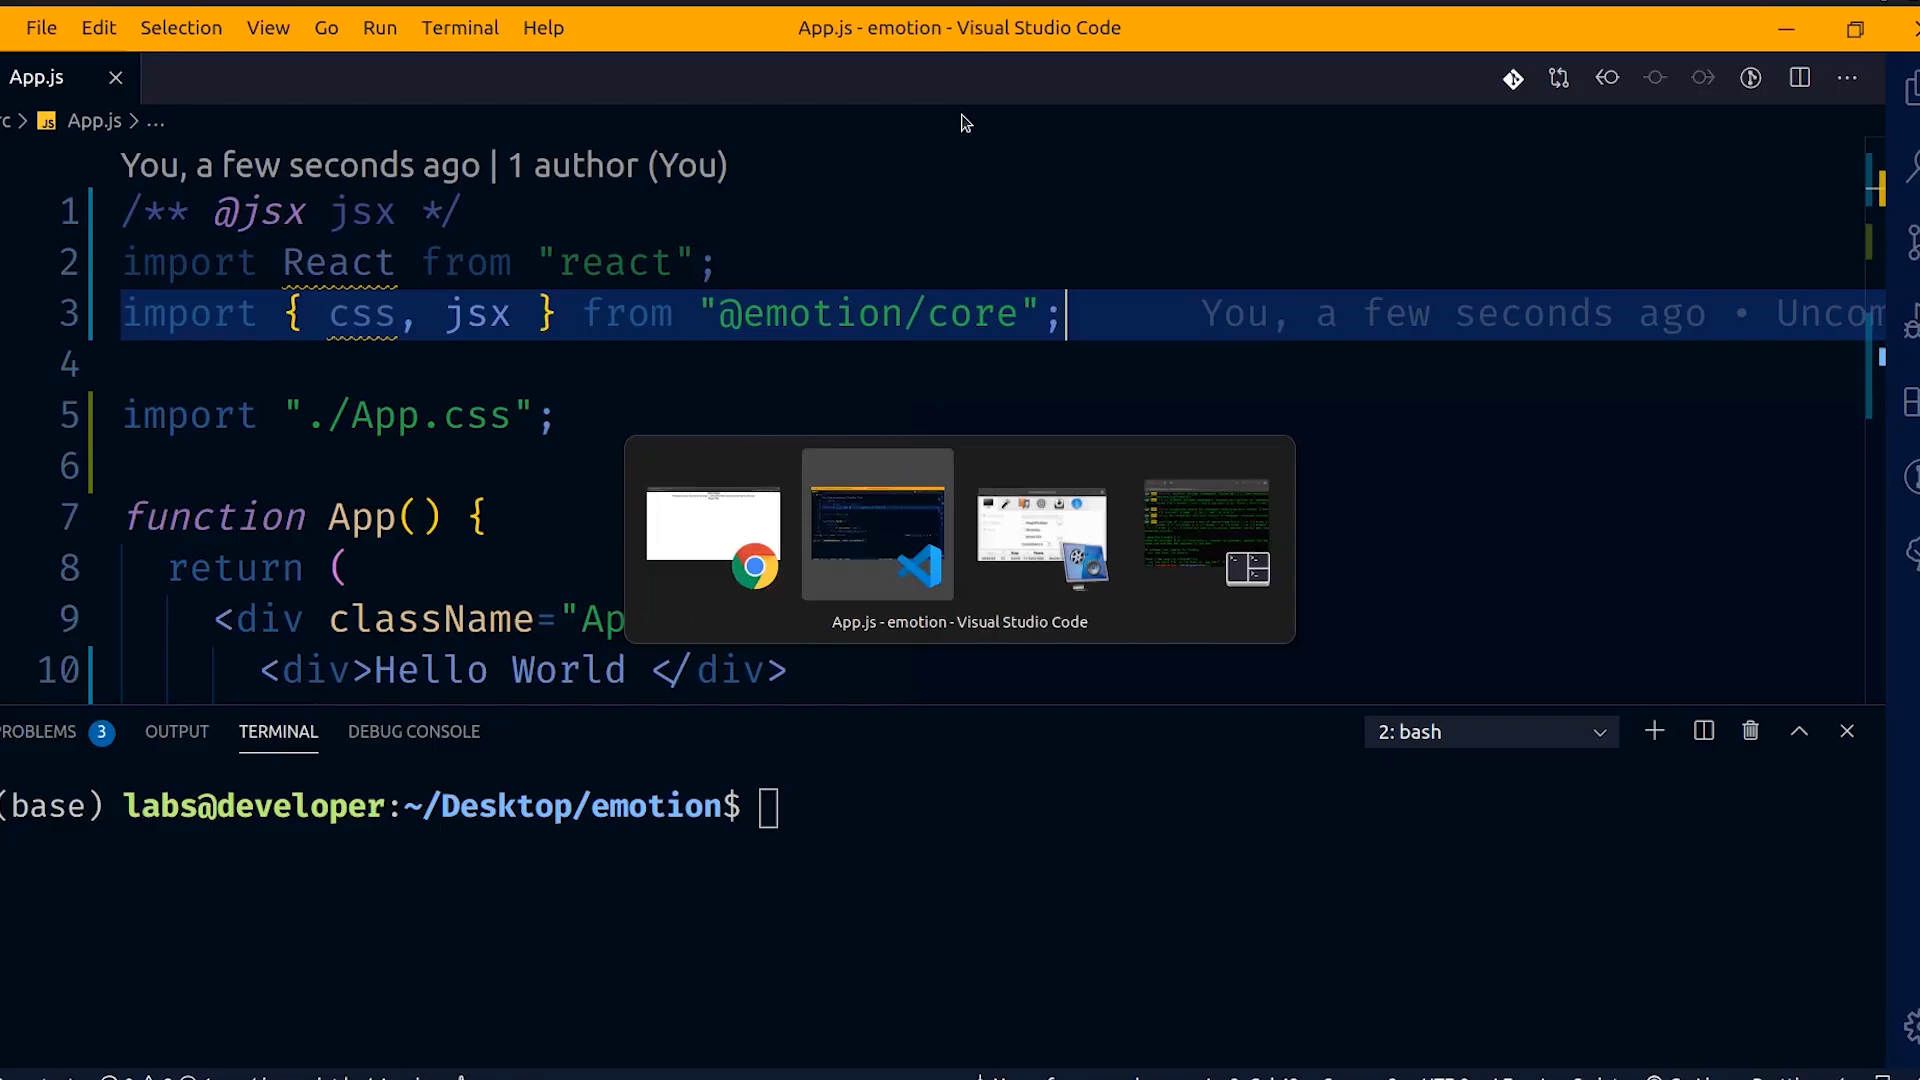 File Edit Selection View Go Run Terminal Help App.js - emotion - Visual Studio Code
App.js
App.js > ...
You, a few seconds ago | 1 author (You)
1 /** @jsx jsx */
2 import React from "react";
3 import { css, jsx } from "@emotion/core"; You, a few seconds ago • Uncom
4
5 import "./App.css";
6
7 function App() {
8 return (
9 <div className="Ap
App.js - emotion - Visual Studio Code
10 <div>Hello World </div>
PROBLEMS 3 OUTPUT TERMINAL DEBUG CONSOLE 2: bash
(base) labs@developer:~/Desktop/emotion$